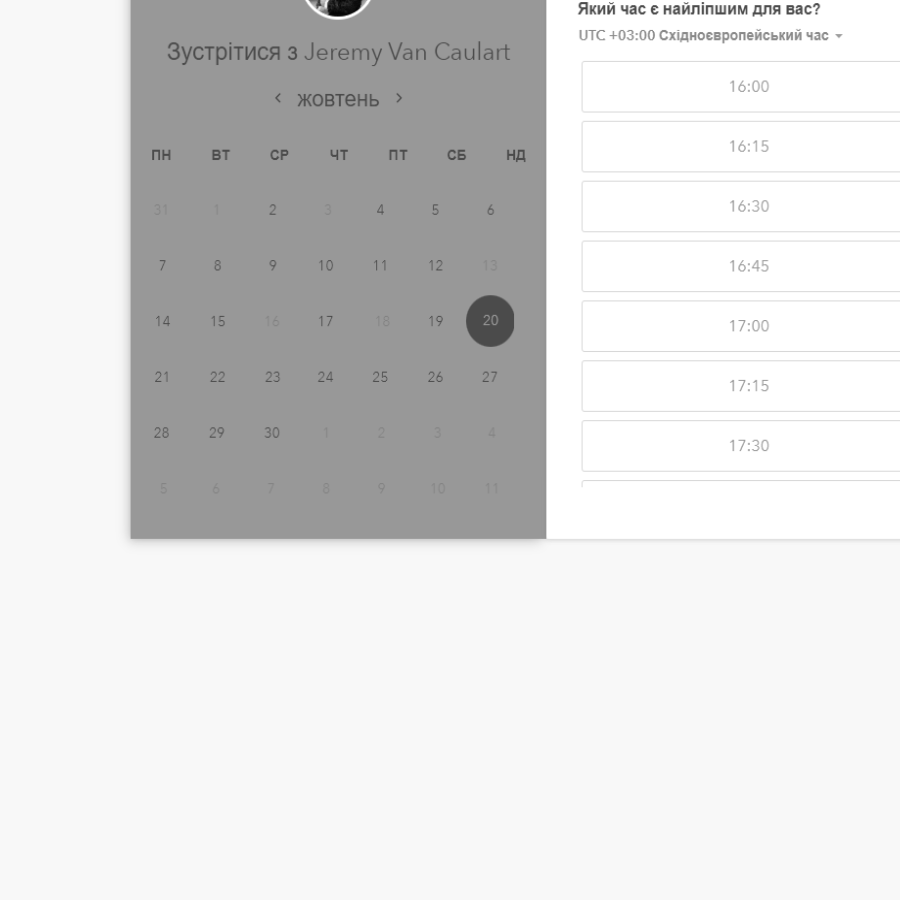 Зустрітися з Jeremy Van Caulart
жовтень
ПН ВТ СР ЧТ ПТ СБ НД
31 1 2 3 4 5 6
7 8 9 10 11 12 13
14 15 16 17 18 19 20
21 22 23 24 25 26 27
28 29 30 1 2 3 4
5 6 7 8 9 10 11
Який час є найліпшим для вас?
UTC +03:00 Східноєвропейський час
16:00
16:15
16:30
16:45
17:00
17:15
17:30